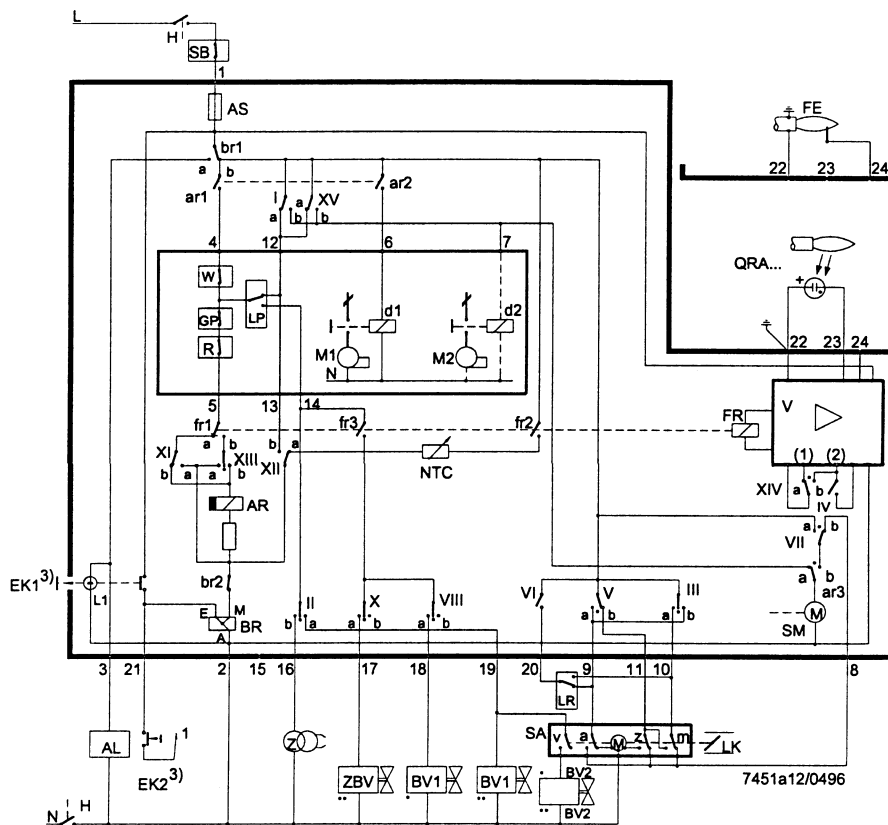 L
H
SB
1
AS
FE
br1
22 23 24
a b
ar1 ar2
I a XV
a b b
4 12 6 7
QRA...
+
W
LP
GP
d1 d2
R
M1 M2
N
22 23 24
5 13 14
fr1 fr3 fr2 FR V
b a
XI b XIII XII
b a a b
NTC
(1) (2)
XIV a b
IV
AR
a b
VII
EK1 3)
L1
br2
a b
ar3
VI V III
II X VIII
E M
BR
A
b a a b a b
a b a b
M
SM
3 21 2 15 16 17 18 19 20 9 11 10 8
LR
SA v a M z m LK
AL
1
EK2 3)
Z
ZBV BV1 BV1 BV2
BV2
7451a12/0496
N H